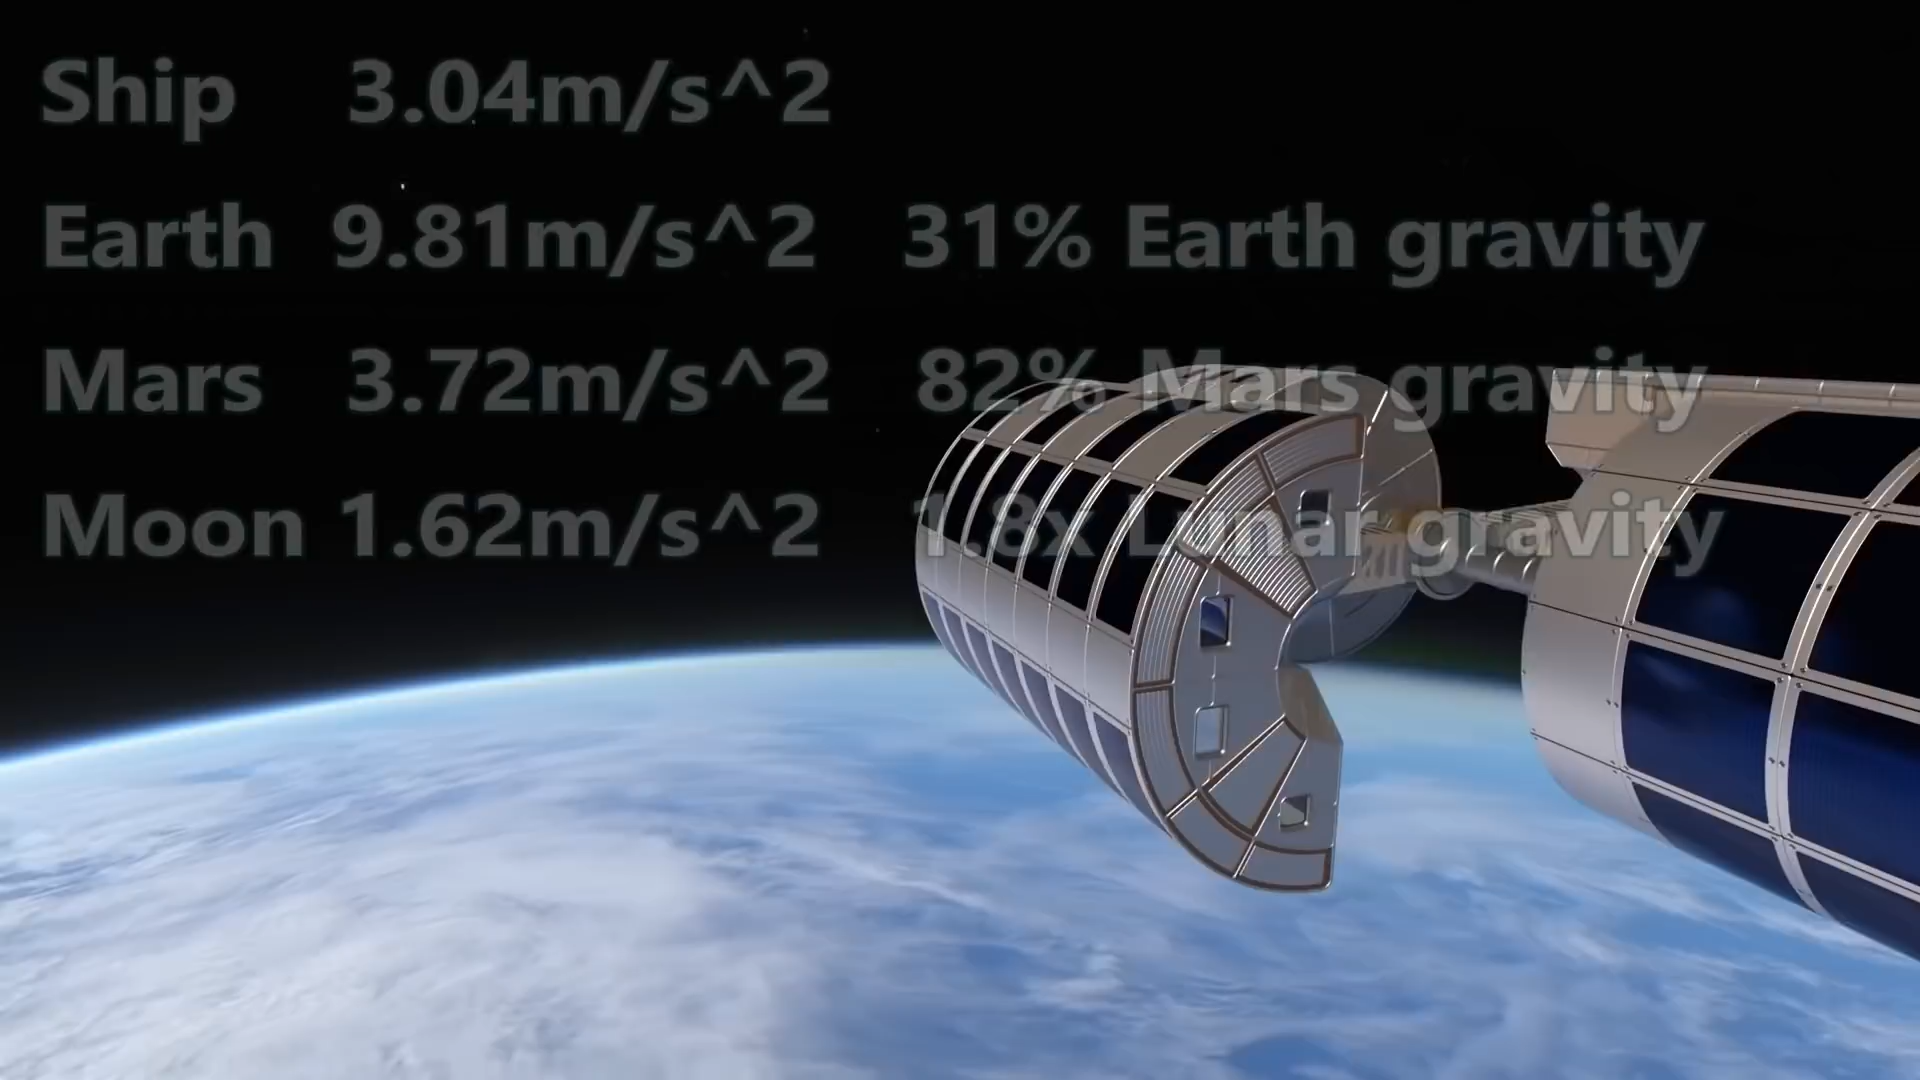 Ship 3.04m/s^2
Earth 9.81m/s^2 31% Earth gravity
Mars 3.72m/s^2 82% Mars gravity
Moon 1.62m/s^2 1.8x Lunar gravity